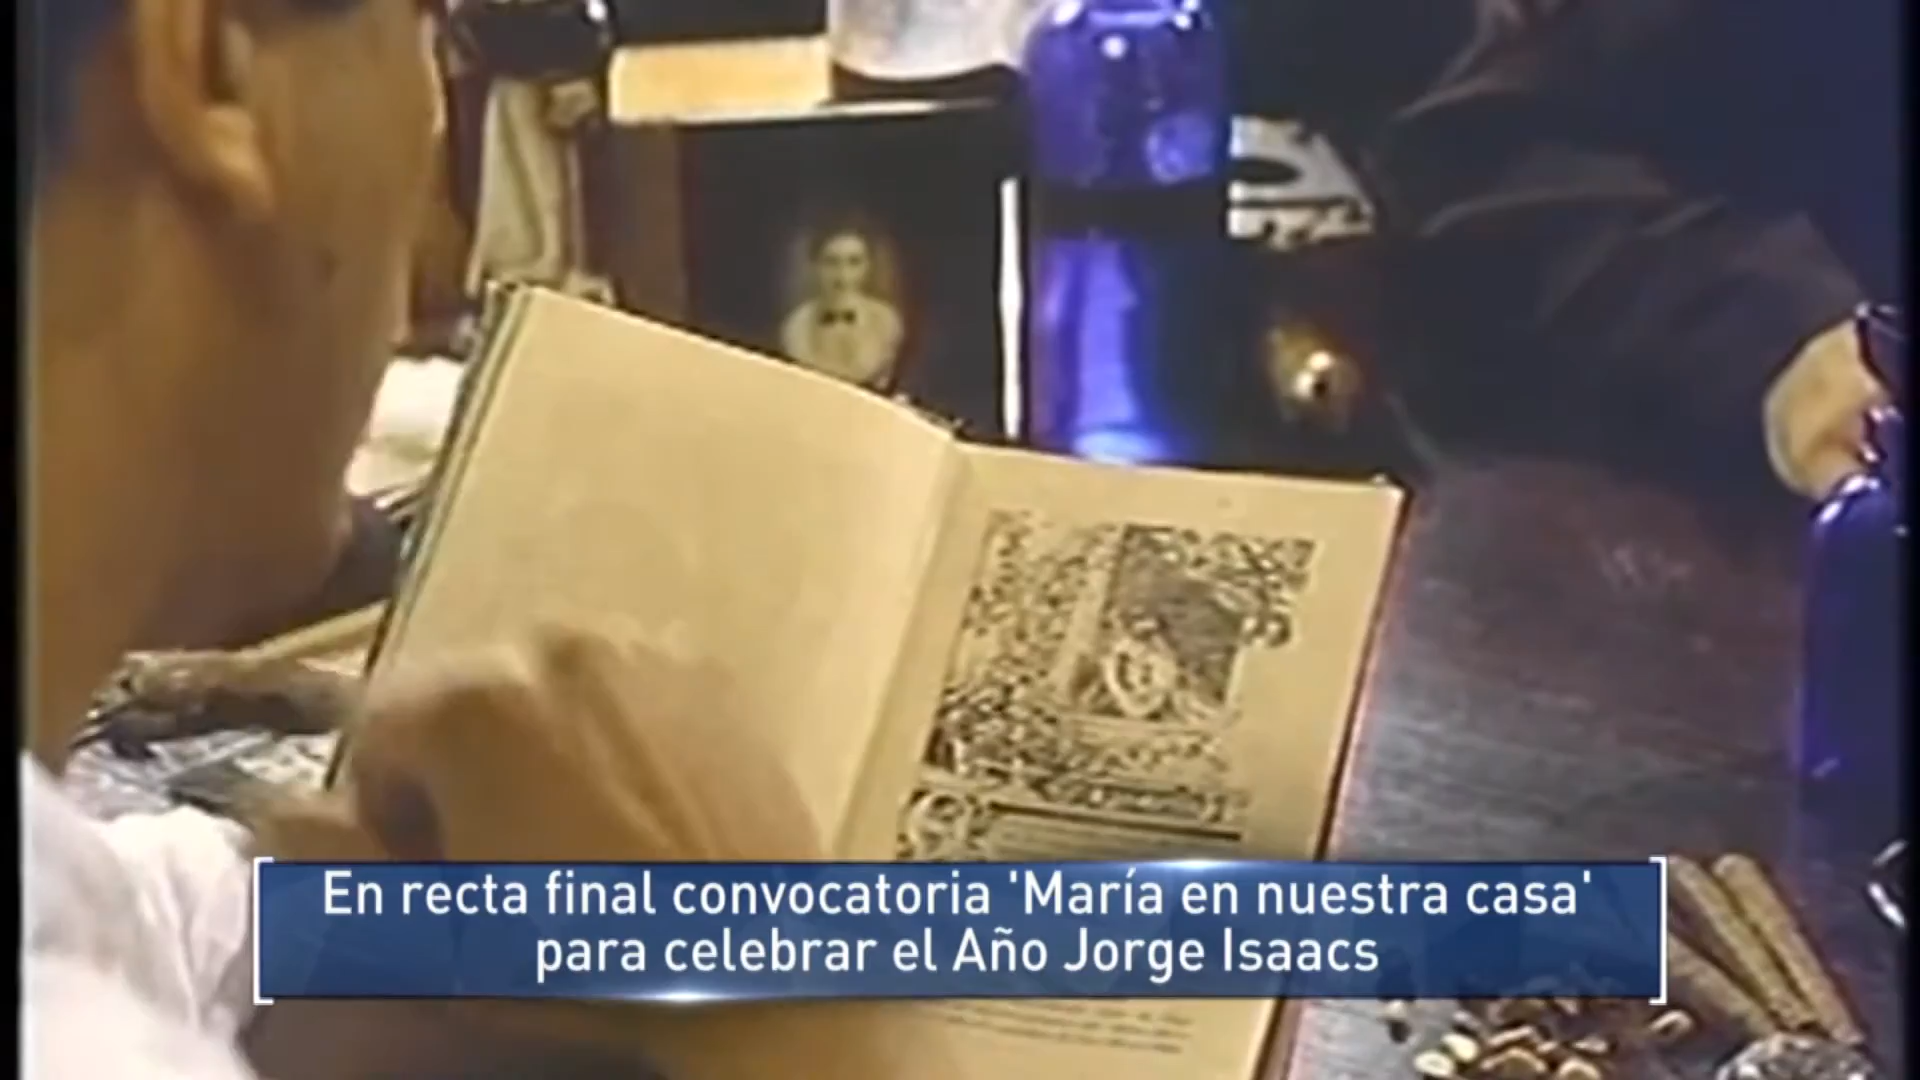 En recta final convocatoria 'María en nuestra casa'
para celebrar el Año Jorge Isaacs